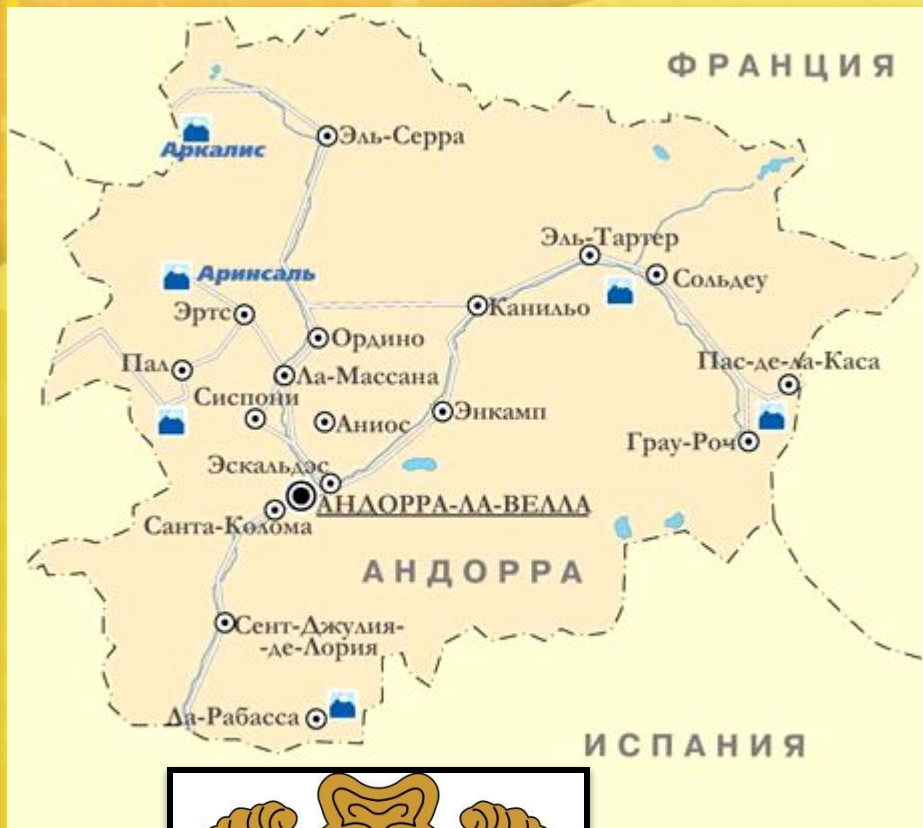 ФРАНЦИЯ
Эль-Серра
Аркалис
Эль-Тартер
Аринсаль
Сольдеу
Эртс
Канильо
Ордино
Пал
Ла-Массана
Пас-де-ла-Каса
Сиспони
Аниос
Энкамп
Грау-Роч
Эскальдэс
АНДОРРА-ЛА-ВЕЛЛА
Санта-Колома
АНДОРРА
Сент-Джулия-
-де-Лория
Ла-Рабасса
ИСПАНИЯ